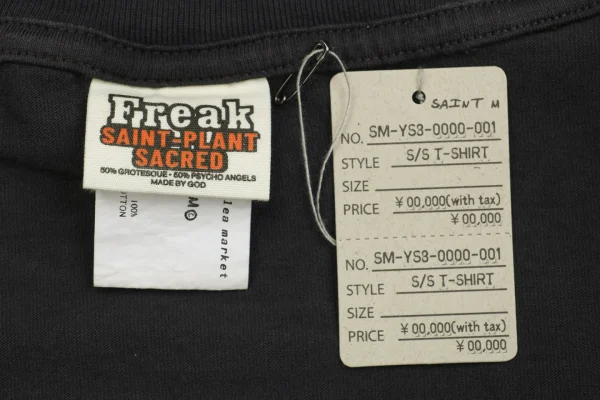 Freak
SAINT-PLANT
SACRED
50% GROTESQUE • 50% PSYCHO ANGELS
MADE BY GOD
100%
M©
lea market
SAINT M
NO. SM-YS3-0000-001
STYLE S/S T-SHIRT
SIZE
PRICE ¥00,000(with tax)
¥00,000
NO. SM-YS3-0000-001
STYLE S/S T-SHIRT
SIZE
PRICE ¥00,000(with tax)
¥00,000